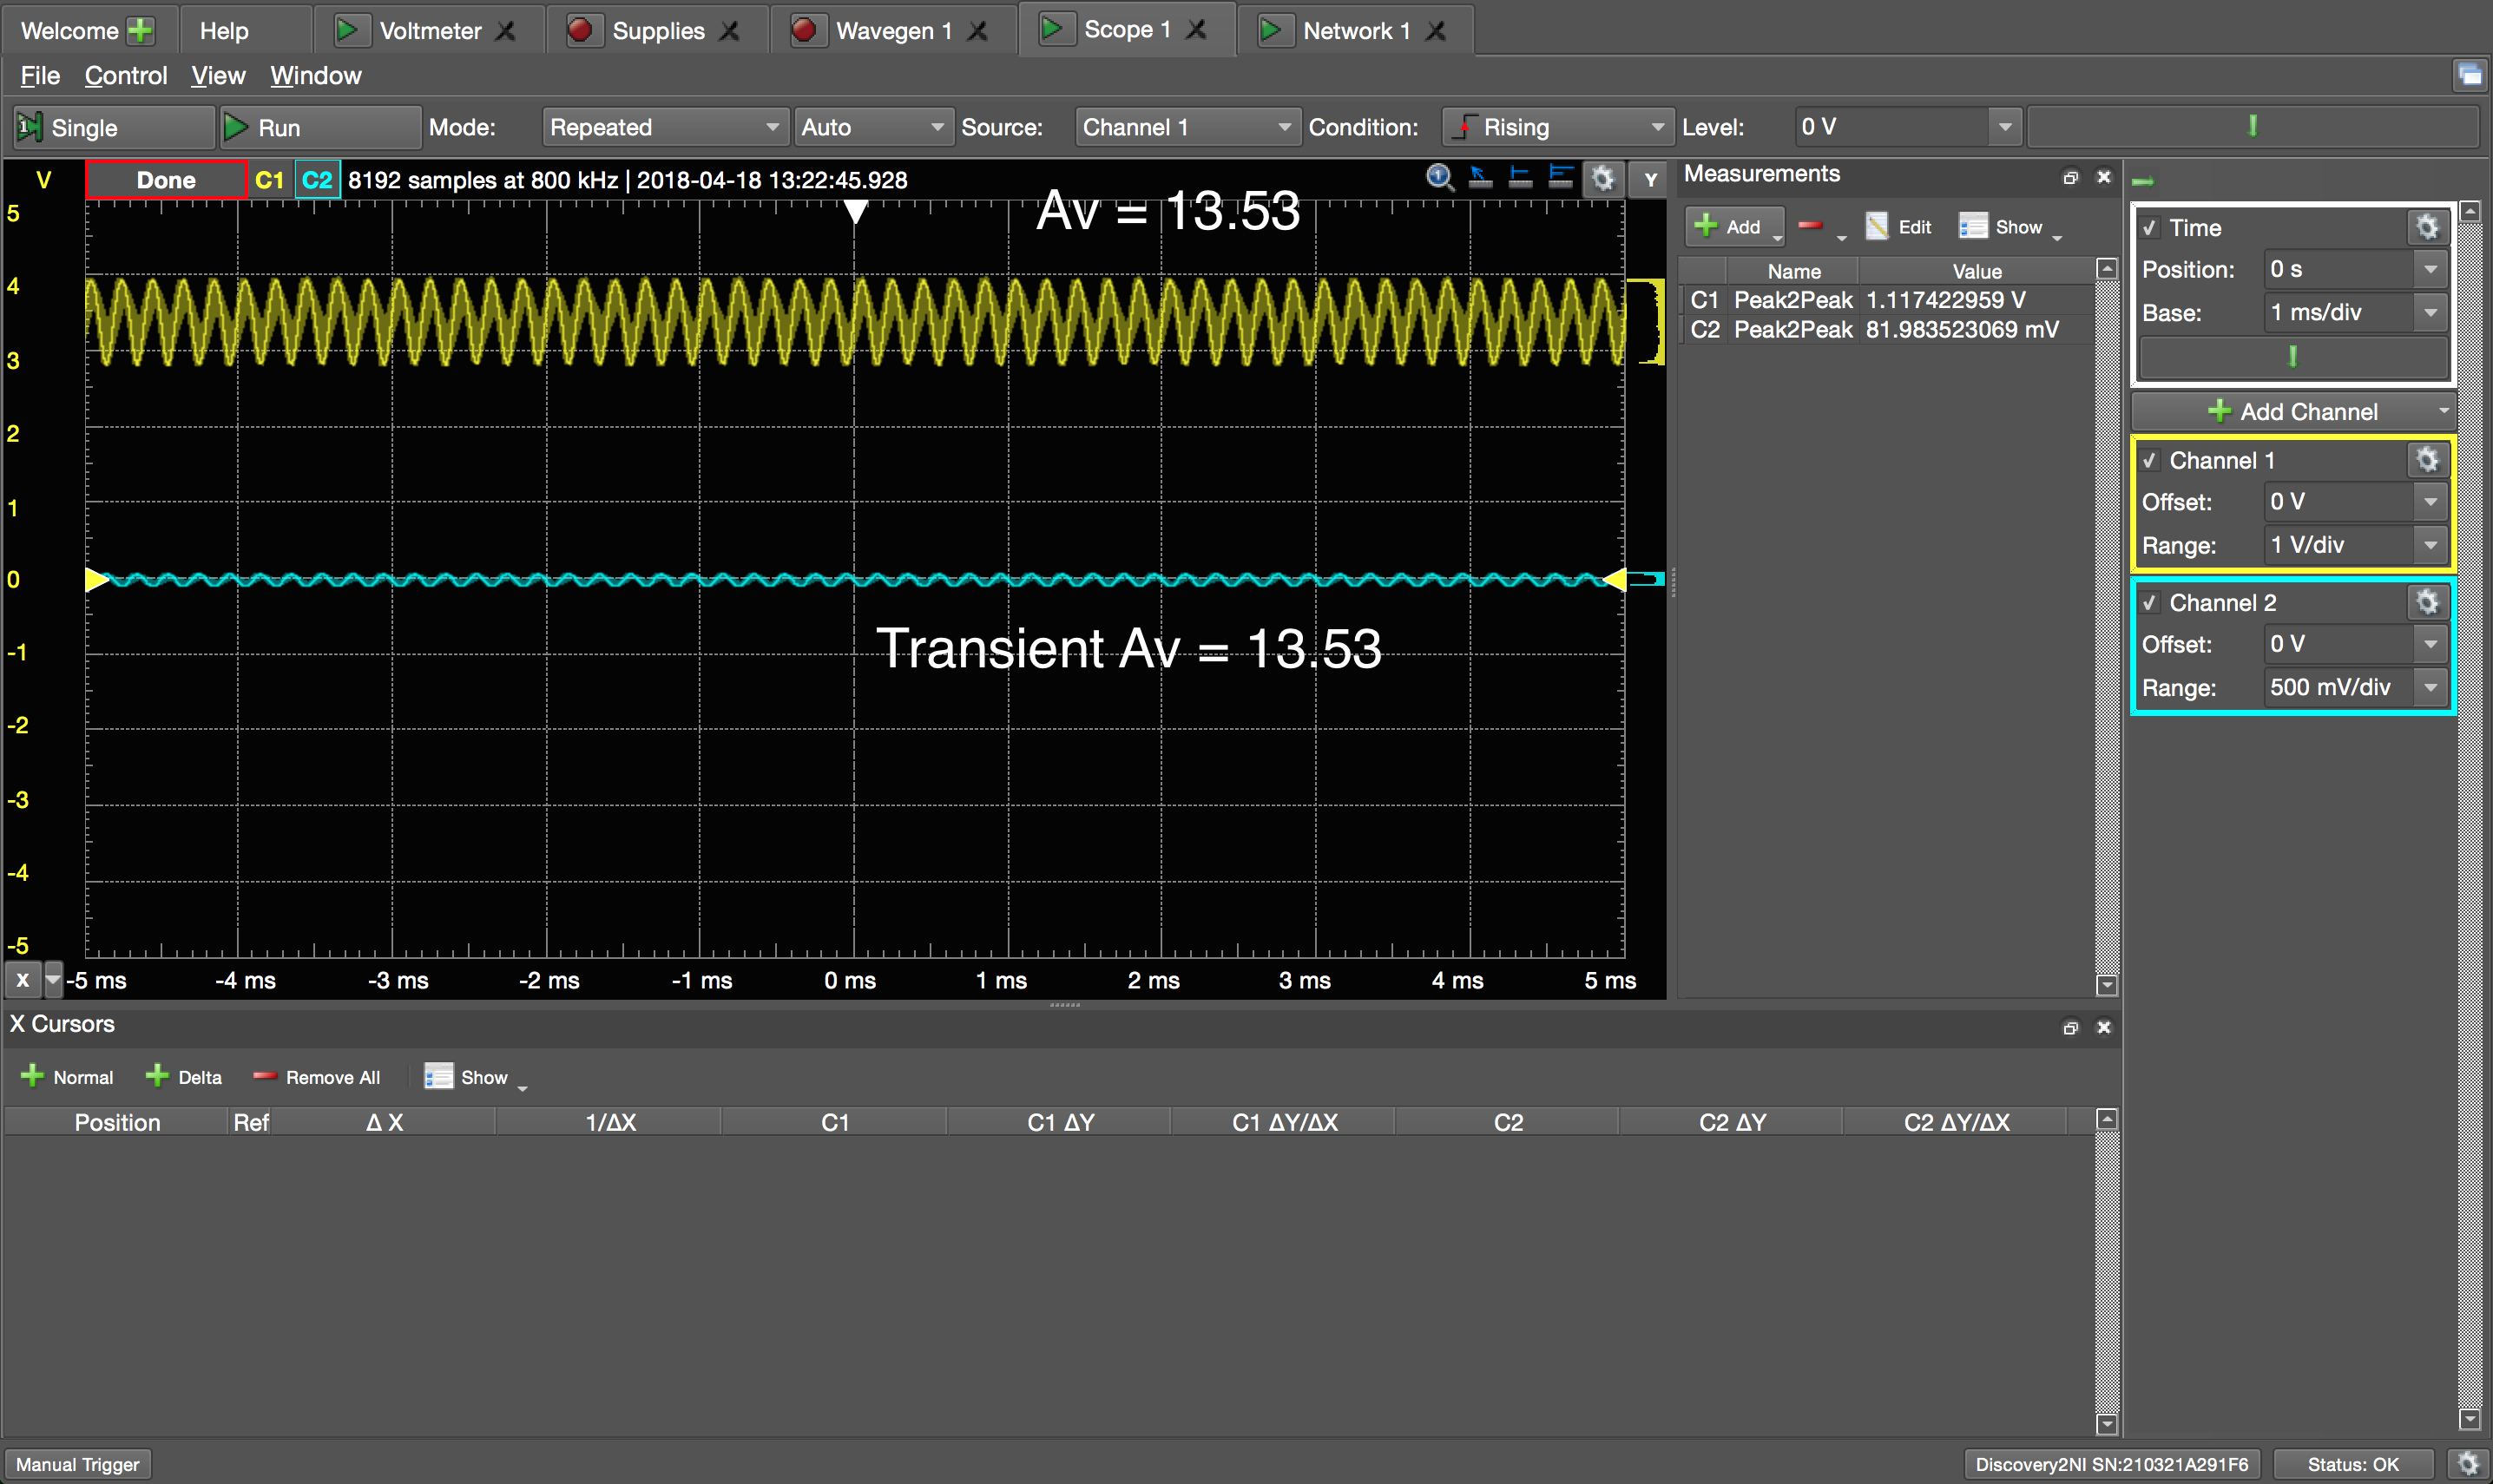 Welcome Help Voltmeter Supplies Wavegen 1 Scope 1 Network 1
File Control View Window
Single Run Mode: Repeated Auto Source: Channel 1 Condition: Rising Level: 0 V
V Done C1 C2 8192 samples at 800 kHz | 2018-04-18 13:22:45.928 Y
Av = 13.53
5
4
3
2
1
0
-1
-2
-3
-4
-5
Transient Av = 13.53
X -5 ms -4 ms -3 ms -2 ms -1 ms 0 ms 1 ms 2 ms 3 ms 4 ms 5 ms
Measurements
Add Edit Show
Name Value
C1 Peak2Peak 1.117422959 V
C2 Peak2Peak 81.983523069 mV
Time
Position: 0 s
Base: 1 ms/div
Add Channel
Channel 1
Offset: 0 V
Range: 1 V/div
Channel 2
Offset: 0 V
Range: 500 mV/div
X Cursors
Normal Delta Remove All Show
Position Ref Δ X 1/ΔX C1 C1 ΔY C1 ΔY/ΔX C2 C2 ΔY C2 ΔY/ΔX
Manual Trigger Discovery2NI SN:210321A291F6 Status: OK